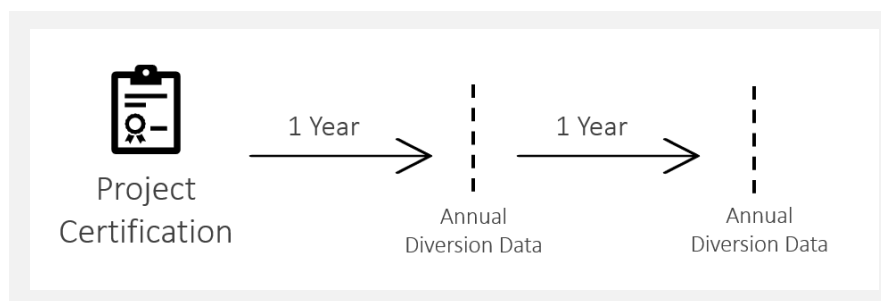 Project
Certification
1 Year
Annual
Diversion Data
1 Year
Annual
Diversion Data